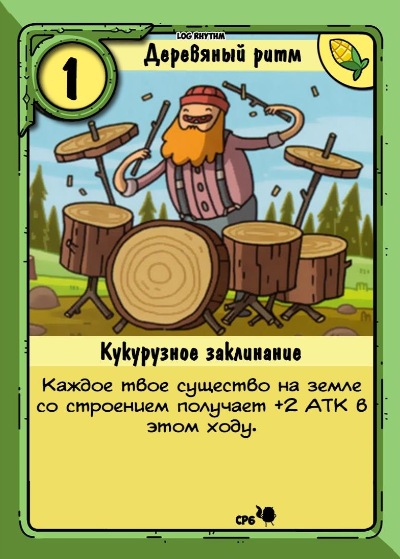 LOG RHYTHM
1
Деревяный ритм
Кукурузное заклинание
Каждое твое существо на земле
со строением получает +2 АТК в
этом ходу.
CP6